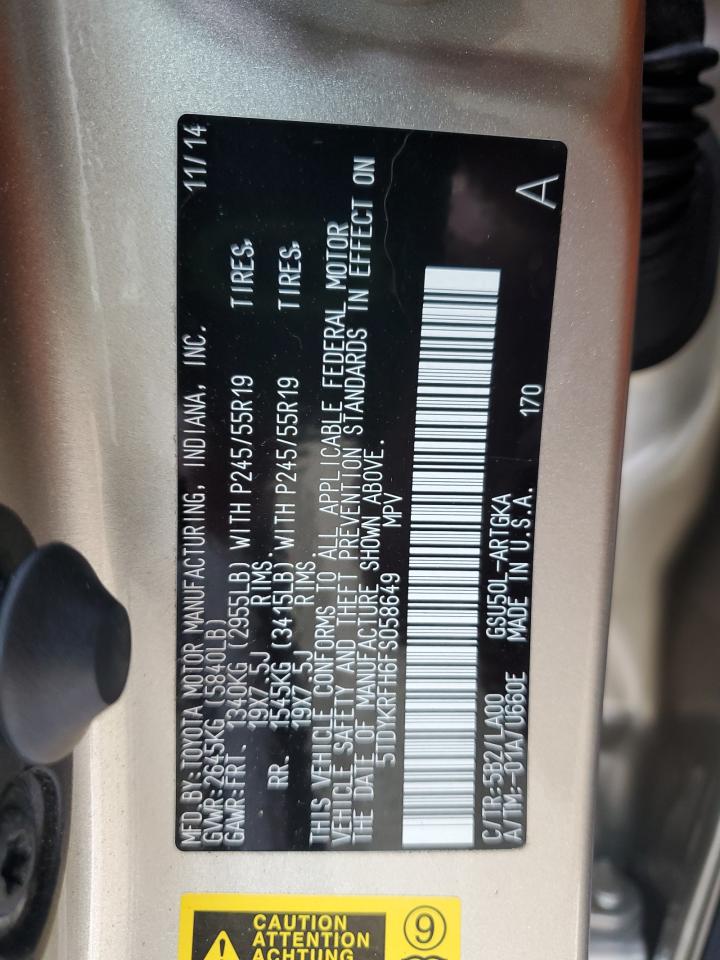 MFD.BY:TOYOTA MOTOR MANUFACTURING, INDIANA, INC. 11/14
GVWR:2645KG (5840LB)
GAWR:FRT. 1340KG (2955LB) WITH P245/55R19 TIRES,
19X7.5J RIMS.
RR. 1545KG (3415LB) WITH P245/55R19 TIRES,
19X7.5J RIMS.
THIS VEHICLE CONFORMS TO ALL APPLICABLE FEDERAL MOTOR
VEHICLE SAFETY AND THEFT PREVENTION STANDARDS IN EFFECT ON
THE DATE OF MANUFACTURE SHOWN ABOVE.
5TDYKRFH6FS058649 MPV
C/TR:5B2/LA00 GSU50L-ARTGKA
A/TM:-01A/U660E MADE IN U.S.A. 170 A
CAUTION
ATTENTION
ACHTUNG
9